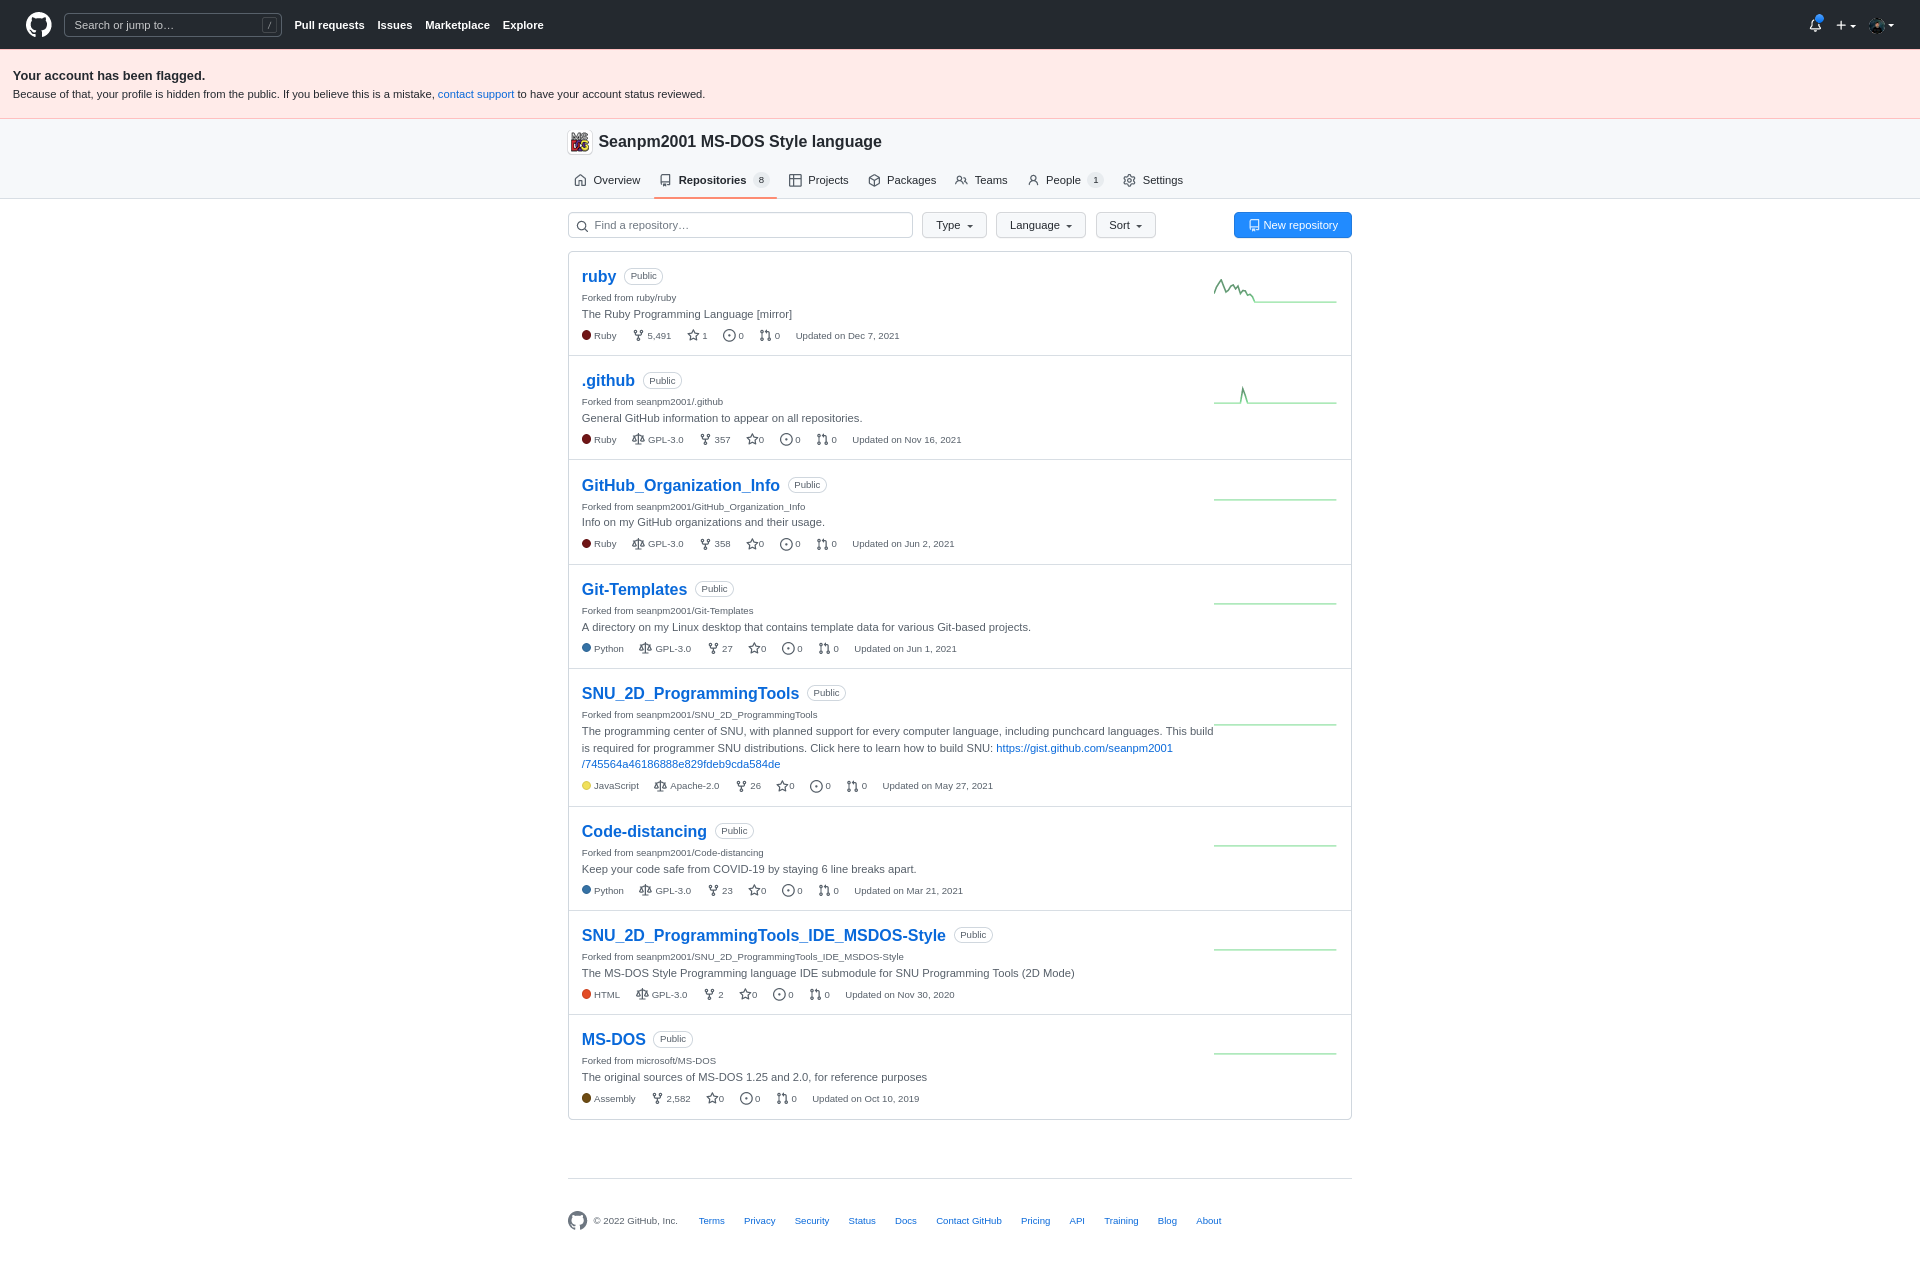 Search or jump to…
/
Pull requests
Issues
Marketplace
Explore
Your account has been flagged.
Because of that, your profile is hidden from the public. If you believe this is a mistake, contact support to have your account status reviewed.
Seanpm2001 MS-DOS Style language
Overview
Repositories 8
Projects
Packages
Teams
People 1
Settings
Find a repository…
Type
Language
Sort
New repository
ruby Public
Forked from ruby/ruby
The Ruby Programming Language [mirror]
Ruby 5,491 1 0 0 Updated on Dec 7, 2021
.github Public
Forked from seanpm2001/.github
General GitHub information to appear on all repositories.
Ruby GPL-3.0 357 0 0 0 Updated on Nov 16, 2021
GitHub_Organization_Info Public
Forked from seanpm2001/GitHub_Organization_Info
Info on my GitHub organizations and their usage.
Ruby GPL-3.0 358 0 0 0 Updated on Jun 2, 2021
Git-Templates Public
Forked from seanpm2001/Git-Templates
A directory on my Linux desktop that contains template data for various Git-based projects.
Python GPL-3.0 27 0 0 0 Updated on Jun 1, 2021
SNU_2D_ProgrammingTools Public
Forked from seanpm2001/SNU_2D_ProgrammingTools
The programming center of SNU, with planned support for every computer language, including punchcard languages. This build
is required for programmer SNU distributions. Click here to learn how to build SNU: https://gist.github.com/seanpm2001
/745564a46186888e829fdeb9cda584de
JavaScript Apache-2.0 26 0 0 0 Updated on May 27, 2021
Code-distancing Public
Forked from seanpm2001/Code-distancing
Keep your code safe from COVID-19 by staying 6 line breaks apart.
Python GPL-3.0 23 0 0 0 Updated on Mar 21, 2021
SNU_2D_ProgrammingTools_IDE_MSDOS-Style Public
Forked from seanpm2001/SNU_2D_ProgrammingTools_IDE_MSDOS-Style
The MS-DOS Style Programming language IDE submodule for SNU Programming Tools (2D Mode)
HTML GPL-3.0 2 0 0 0 Updated on Nov 30, 2020
MS-DOS Public
Forked from microsoft/MS-DOS
The original sources of MS-DOS 1.25 and 2.0, for reference purposes
Assembly 2,582 0 0 0 Updated on Oct 10, 2019
© 2022 GitHub, Inc.
Terms
Privacy
Security
Status
Docs
Contact GitHub
Pricing
API
Training
Blog
About